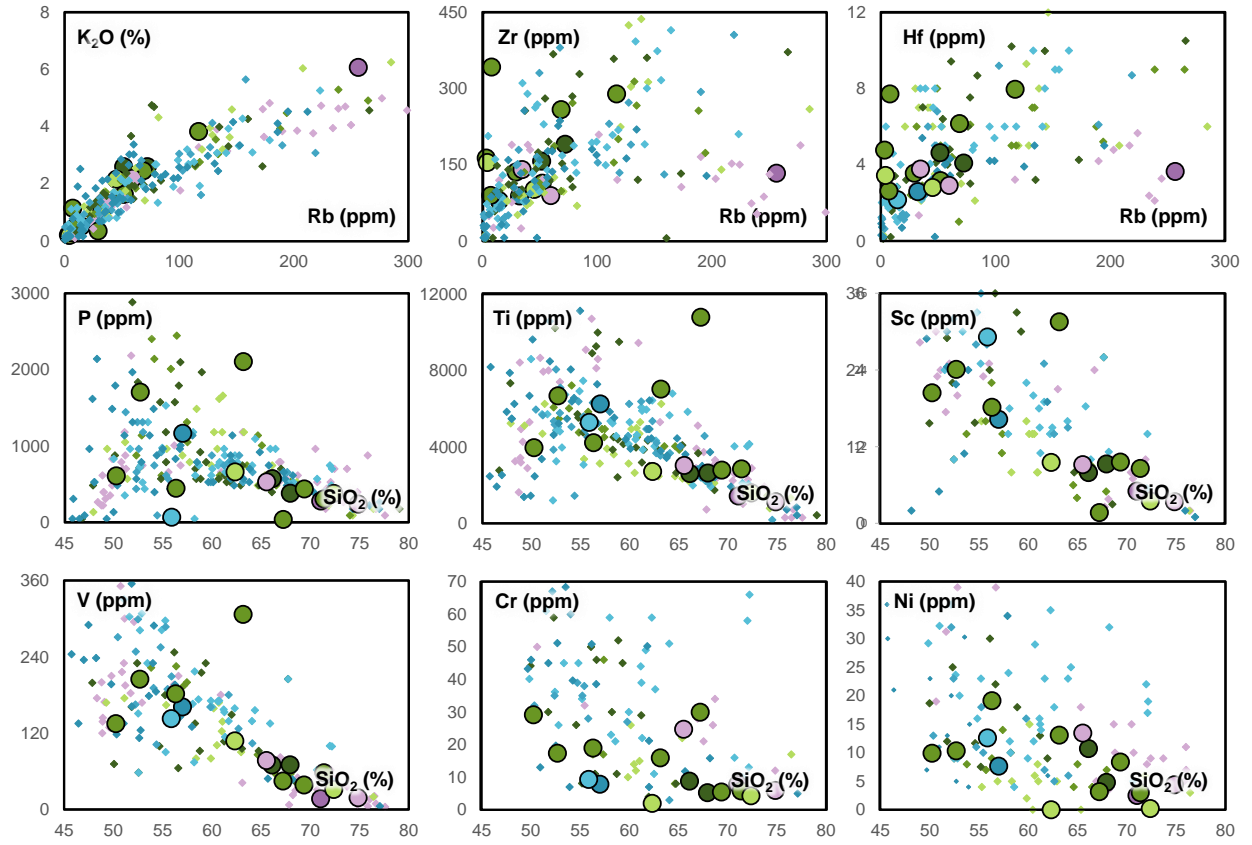 K₂O (%)
8
6
4
2
0
Rb (ppm)
0 100 200 300
Zr (ppm)
450
300
150
0
Rb (ppm)
0 100 200 300
Hf (ppm)
12
8
4
0
Rb (ppm)
0 100 200 300
P (ppm)
3000
2000
1000
0
SiO₂ (%)
45 50 55 60 65 70 75 80
Ti (ppm)
12000
8000
4000
0
SiO₂ (%)
45 50 55 60 65 70 75 80
Sc (ppm)
36
24
12
0
SiO₂ (%)
45 50 55 60 65 70 75 80
V (ppm)
360
240
120
0
SiO₂ (%)
45 50 55 60 65 70 75 80
Cr (ppm)
70
60
50
40
30
20
10
0
SiO₂ (%)
45 50 55 60 65 70 75 80
Ni (ppm)
40
35
30
25
20
15
10
5
0
SiO₂ (%)
45 50 55 60 65 70 75 80